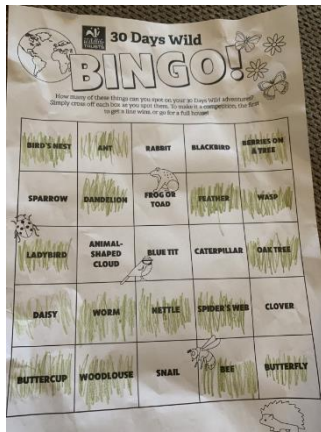 the
wildlife
TRUSTS
30 Days Wild
BINGO!
How many of these things can you spot on your 30 Days Wild adventures?
Simply cross off each box as you spot them. To make it a competition, the first
to get a line wins, or go for a full house!
BIRD'S NEST ANT RABBIT BLACKBIRD BERRIES ON
A TREE
SPARROW DANDELION FROG OR
TOAD FEATHER WASP
LADYBIRD ANIMAL-
SHAPED
CLOUD BLUE TIT CATERPILLAR OAK TREE
DAISY WORM NETTLE SPIDER'S WEB CLOVER
BUTTERCUP WOODLOUSE SNAIL BEE BUTTERFLY